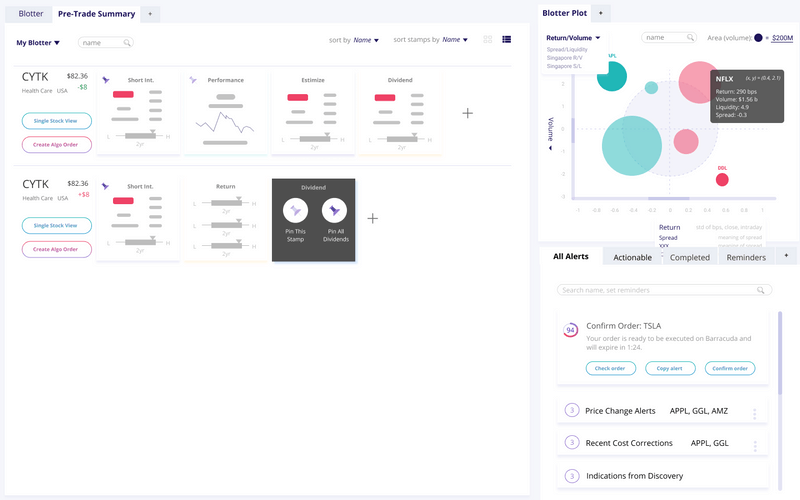 Blotter
Pre-Trade Summary
+
My Blotter
name
sort by Name
sort stamps by Name
CYTK
$82.36
-$8
Health Care USA
Single Stock View
Create Algo Order
Short Int.
L H
2yr
Performance
Estimize
L H
2yr
Dividend
L H
2yr
CYTK
$82.36
+$8
Health Care USA
Single Stock View
Create Algo Order
Short Int.
L H
2yr
Return
L H
2yr
L H
2yr
L H
2yr
Dividend
Pin This
Stamp
Pin All
Dividends
Blotter Plot
+
Return/Volume
Spread/Liquidity
Singapore R/V
Singapore S/L
name
Area (volume): = $200M
NFLX (x, y) = (0.4, 2.1)
Return: 290 bps
Volume: $1.56 b
Liquidity: 4.9
Spread: -0.3
DDL
Volume
-1 -0.8 -0.6 -0.4 -0.2 0 0.2 0.4 0.6 0.8 1
Return std of bps, close, intraday
Spread meaning of spread
All Alerts
Actionable
Completed
Reminders
+
Search name, set reminders
94
Confirm Order: TSLA
Your order is ready to be executed on Barracuda and
will expire in 1:24.
Check order
Copy alert
Confirm order
3 Price Change Alerts APPL, GGL, AMZ
3 Recent Cost Corrections APPL, GGL
3 Indications from Discovery